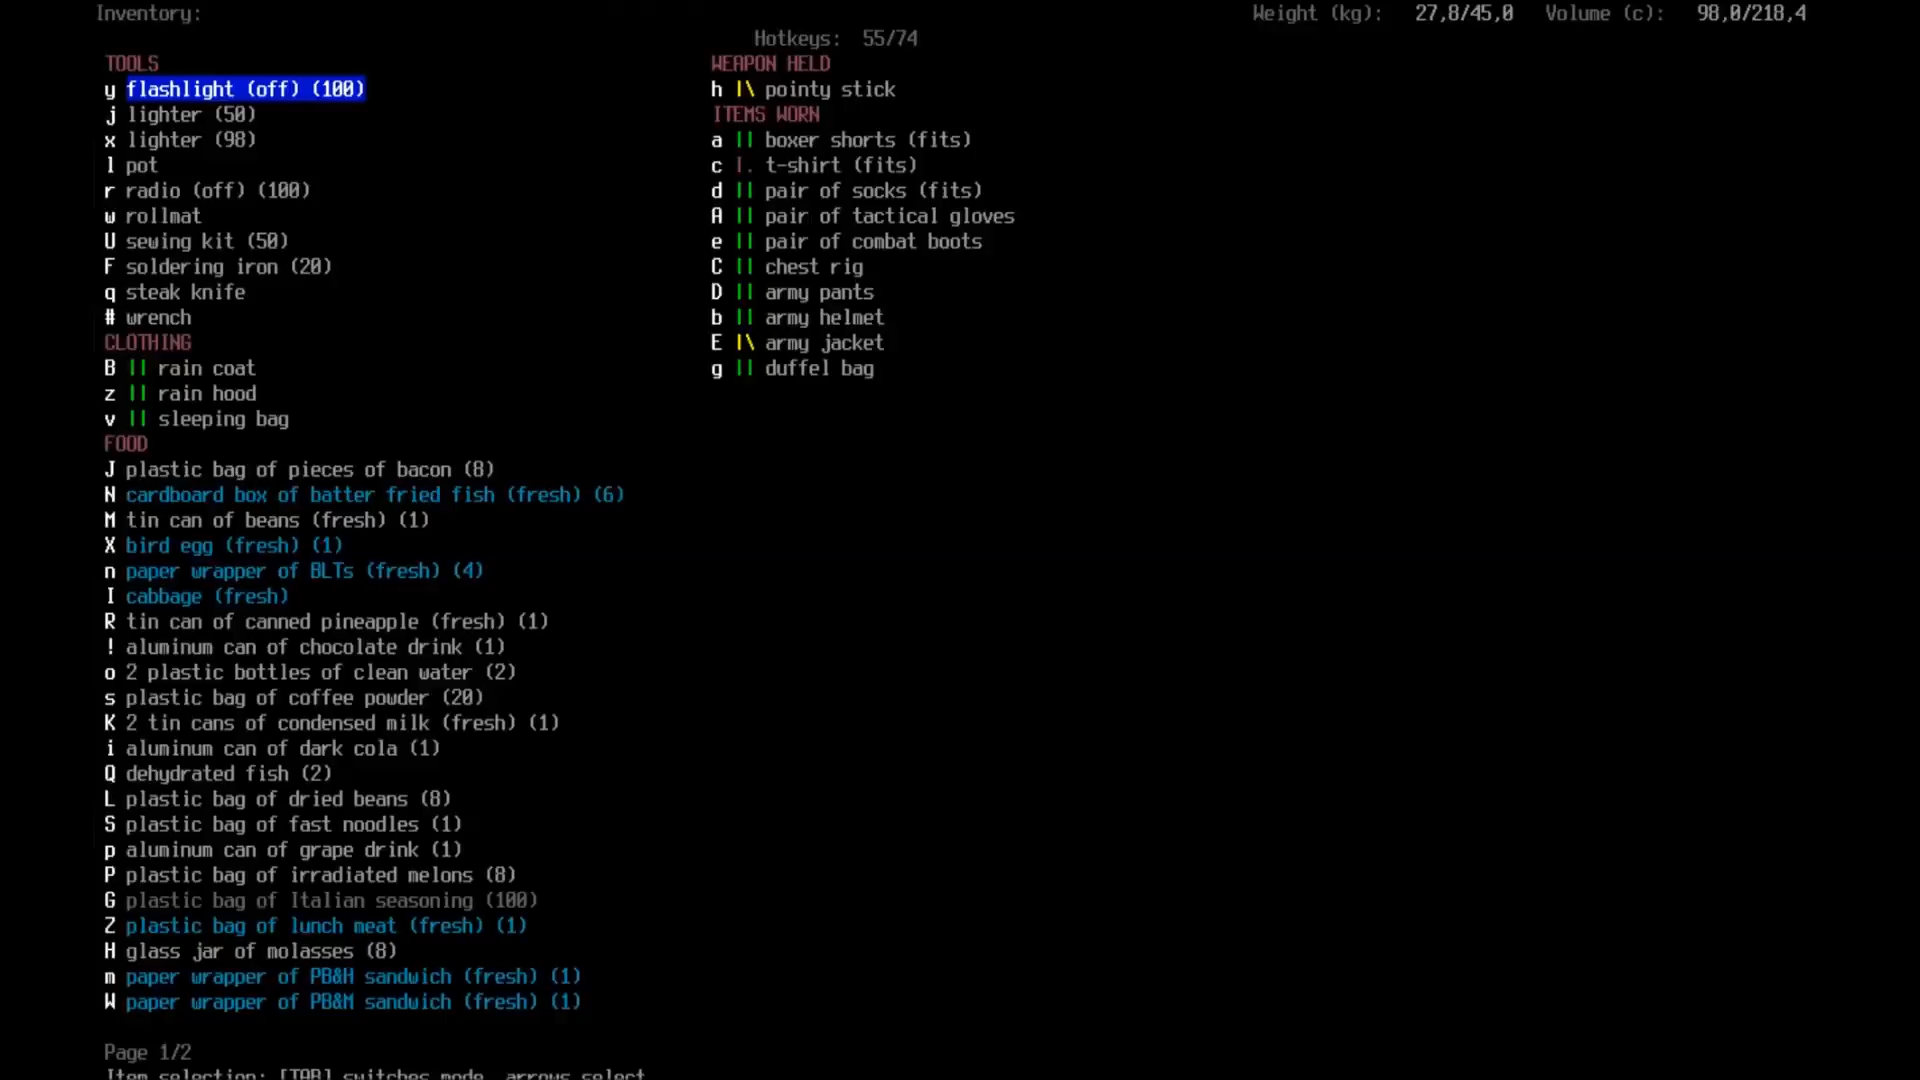 Inventory: Weight (kg): 27,8/45,0 Volume (c): 98,0/218,4
Hotkeys: 55/74
TOOLS
y flashlight (off) (100)
j lighter (50)
x lighter (98)
l pot
r radio (off) (100)
w rollmat
U sewing kit (50)
F soldering iron (20)
q steak knife
# wrench
CLOTHING
B || rain coat
z || rain hood
v || sleeping bag
FOOD
J plastic bag of pieces of bacon (8)
N cardboard box of batter fried fish (fresh) (6)
M tin can of beans (fresh) (1)
X bird egg (fresh) (1)
n paper wrapper of BLTs (fresh) (4)
I cabbage (fresh)
R tin can of canned pineapple (fresh) (1)
! aluminum can of chocolate drink (1)
o 2 plastic bottles of clean water (2)
s plastic bag of coffee powder (20)
K 2 tin cans of condensed milk (fresh) (1)
i aluminum can of dark cola (1)
Q dehydrated fish (2)
L plastic bag of dried beans (8)
S plastic bag of fast noodles (1)
p aluminum can of grape drink (1)
P plastic bag of irradiated melons (8)
G plastic bag of Italian seasoning (100)
Z plastic bag of lunch meat (fresh) (1)
H glass jar of molasses (8)
m paper wrapper of PB&H sandwich (fresh) (1)
W paper wrapper of PB&M sandwich (fresh) (1)
WEAPON HELD
h |\ pointy stick
ITEMS WORN
a || boxer shorts (fits)
c |. t-shirt (fits)
d || pair of socks (fits)
A || pair of tactical gloves
e || pair of combat boots
C || chest rig
D || army pants
b || army helmet
E |\ army jacket
g || duffel bag
Page 1/2
Item selection: [TAB] switches mode, arrows select